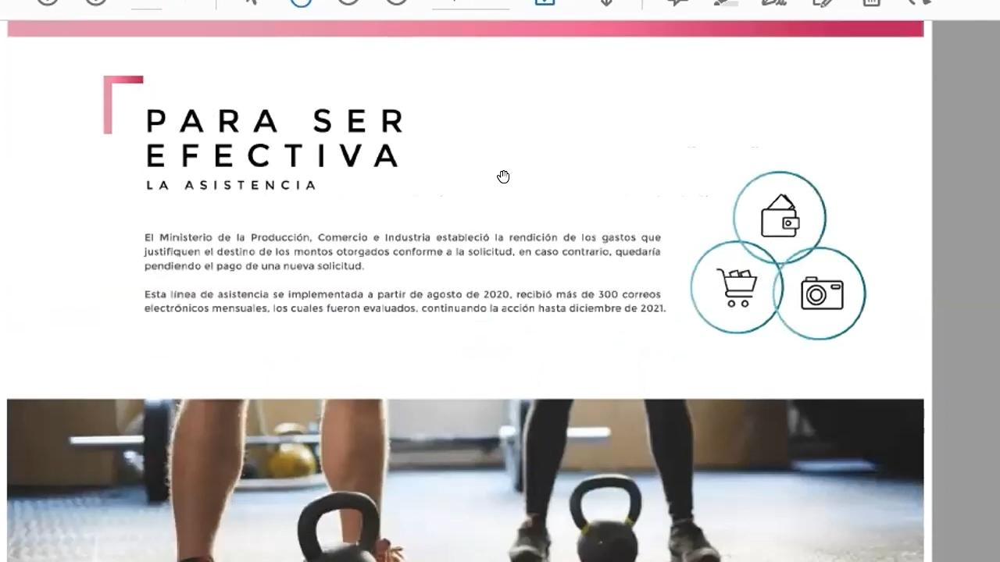 PARA SER
EFECTIVA
LA ASISTENCIA
El Ministerio de la Producción, Comercio e Industria estableció la rendición de los gastos que
justifiquen el destino de los montos otorgados conforme a la solicitud, en caso contrario, quedaría
pendiendo el pago de una nueva solicitud.
Esta línea de asistencia se implementada a partir de agosto de 2020, recibió más de 300 correos
electrónicos mensuales, los cuales fueron evaluados, continuando la acción hasta diciembre de 2021.